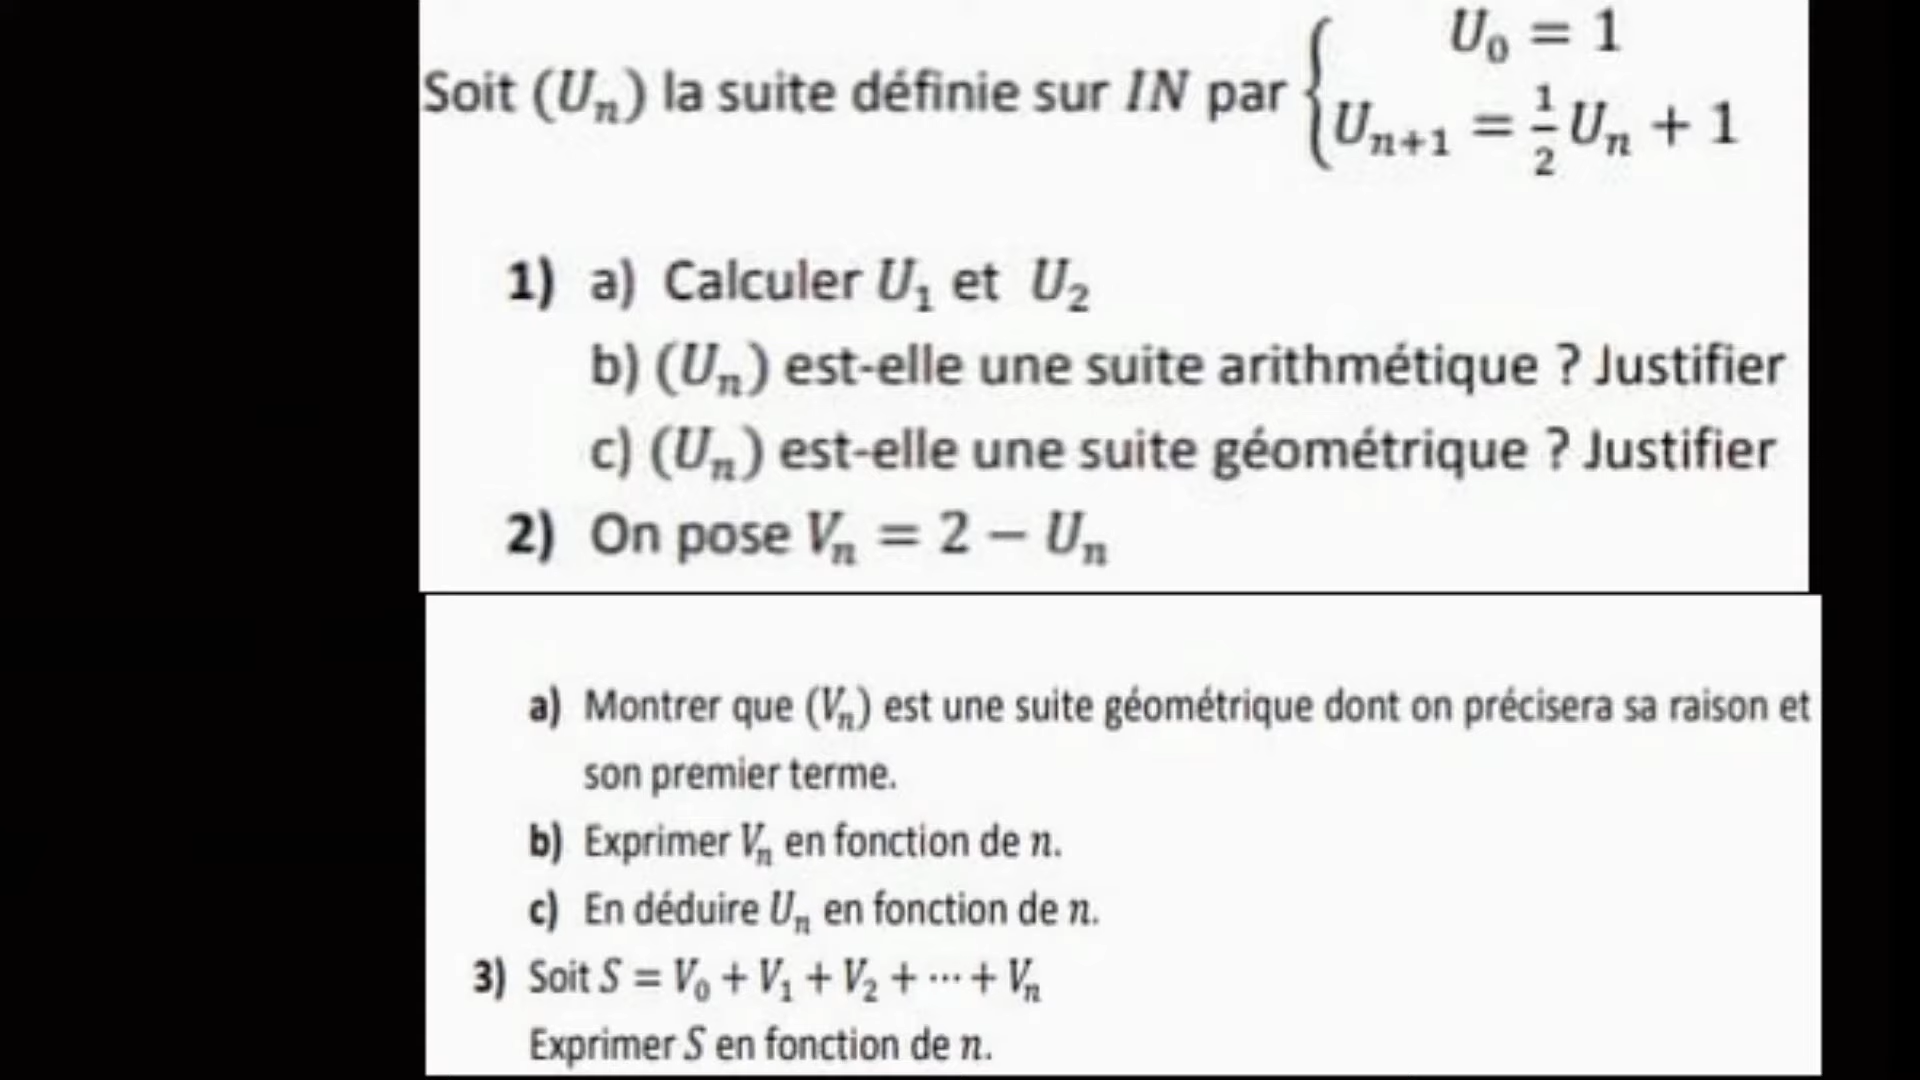 Soit (Uₙ) la suite définie sur IN par { U₀ = 1
Uₙ₊₁ = 1/2 Uₙ + 1
1) a) Calculer U₁ et U₂
b) (Uₙ) est-elle une suite arithmétique ? Justifier
c) (Uₙ) est-elle une suite géométrique ? Justifier
2) On pose Vₙ = 2 − Uₙ
a) Montrer que (Vₙ) est une suite géométrique dont on précisera sa raison et
son premier terme.
b) Exprimer Vₙ en fonction de n.
c) En déduire Uₙ en fonction de n.
3) Soit S = V₀ + V₁ + V₂ + ⋯ + Vₙ
Exprimer S en fonction de n.